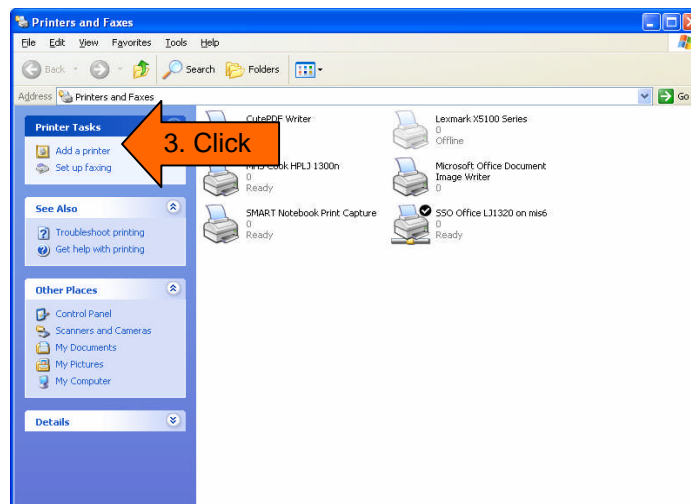 Printers and Faxes
File Edit View Favorites Tools Help
Back Search Folders
Address Printers and Faxes Go
Printer Tasks
Add a printer
Set up faxing
See Also
Troubleshoot printing
Get help with printing
Other Places
Control Panel
Scanners and Cameras
My Documents
My Pictures
My Computer
Details
3. Click
CutePDF Writer
Lexmark X5100 Series
0
Offline
Cook HPLJ 1300n
0
Ready
Microsoft Office Document
Image Writer
0
SMART Notebook Print Capture
0
Ready
SSO Office LJ1320 on mis6
0
Ready